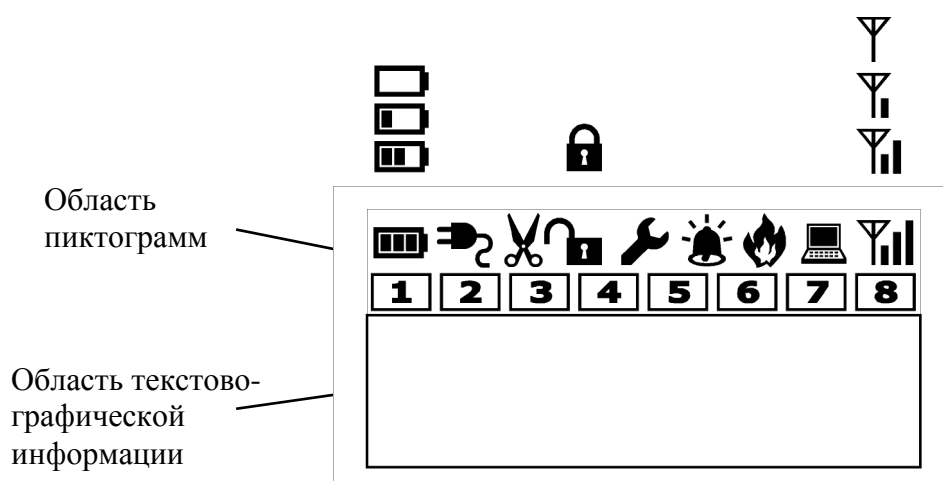 Область
пиктограмм
1 2 3 4 5 6 7 8
Область текстово-
графической
информации